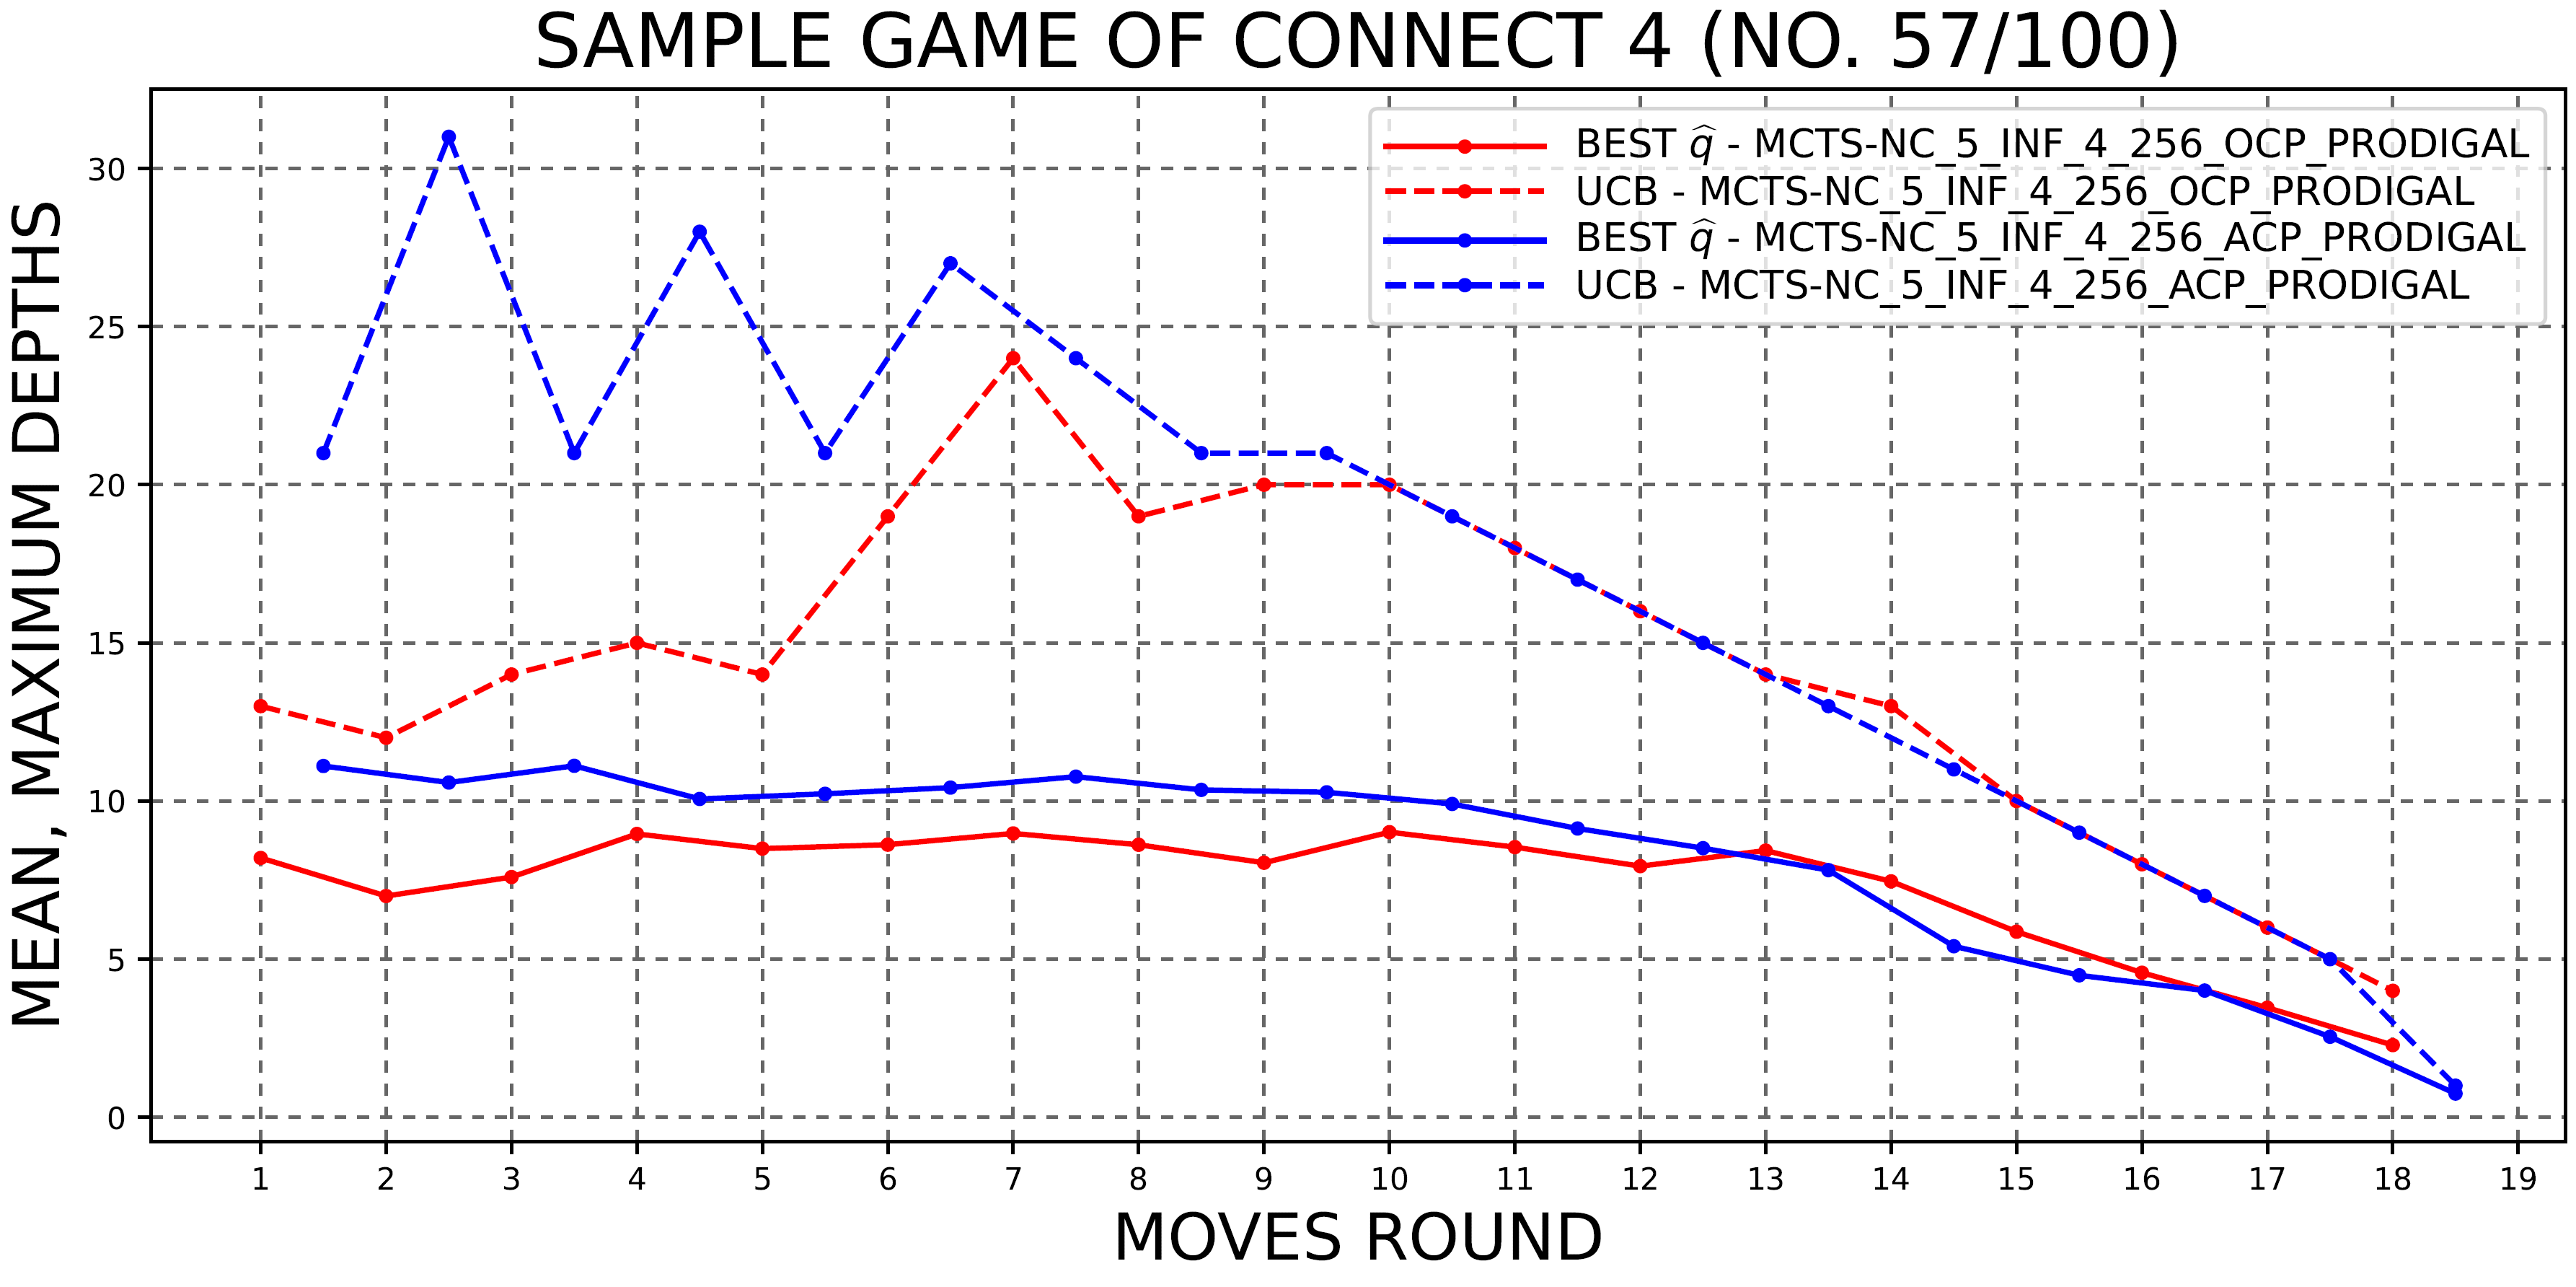 SAMPLE GAME OF CONNECT 4 (NO. 57/100)
MEAN, MAXIMUM DEPTHS
30
25
20
15
10
5
0
BEST q̂ - MCTS-NC_5_INF_4_256_OCP_PRODIGAL
UCB - MCTS-NC_5_INF_4_256_OCP_PRODIGAL
BEST q̂ - MCTS-NC_5_INF_4_256_ACP_PRODIGAL
UCB - MCTS-NC_5_INF_4_256_ACP_PRODIGAL
1 2 3 4 5 6 7 8 9 10 11 12 13 14 15 16 17 18 19
MOVES ROUND